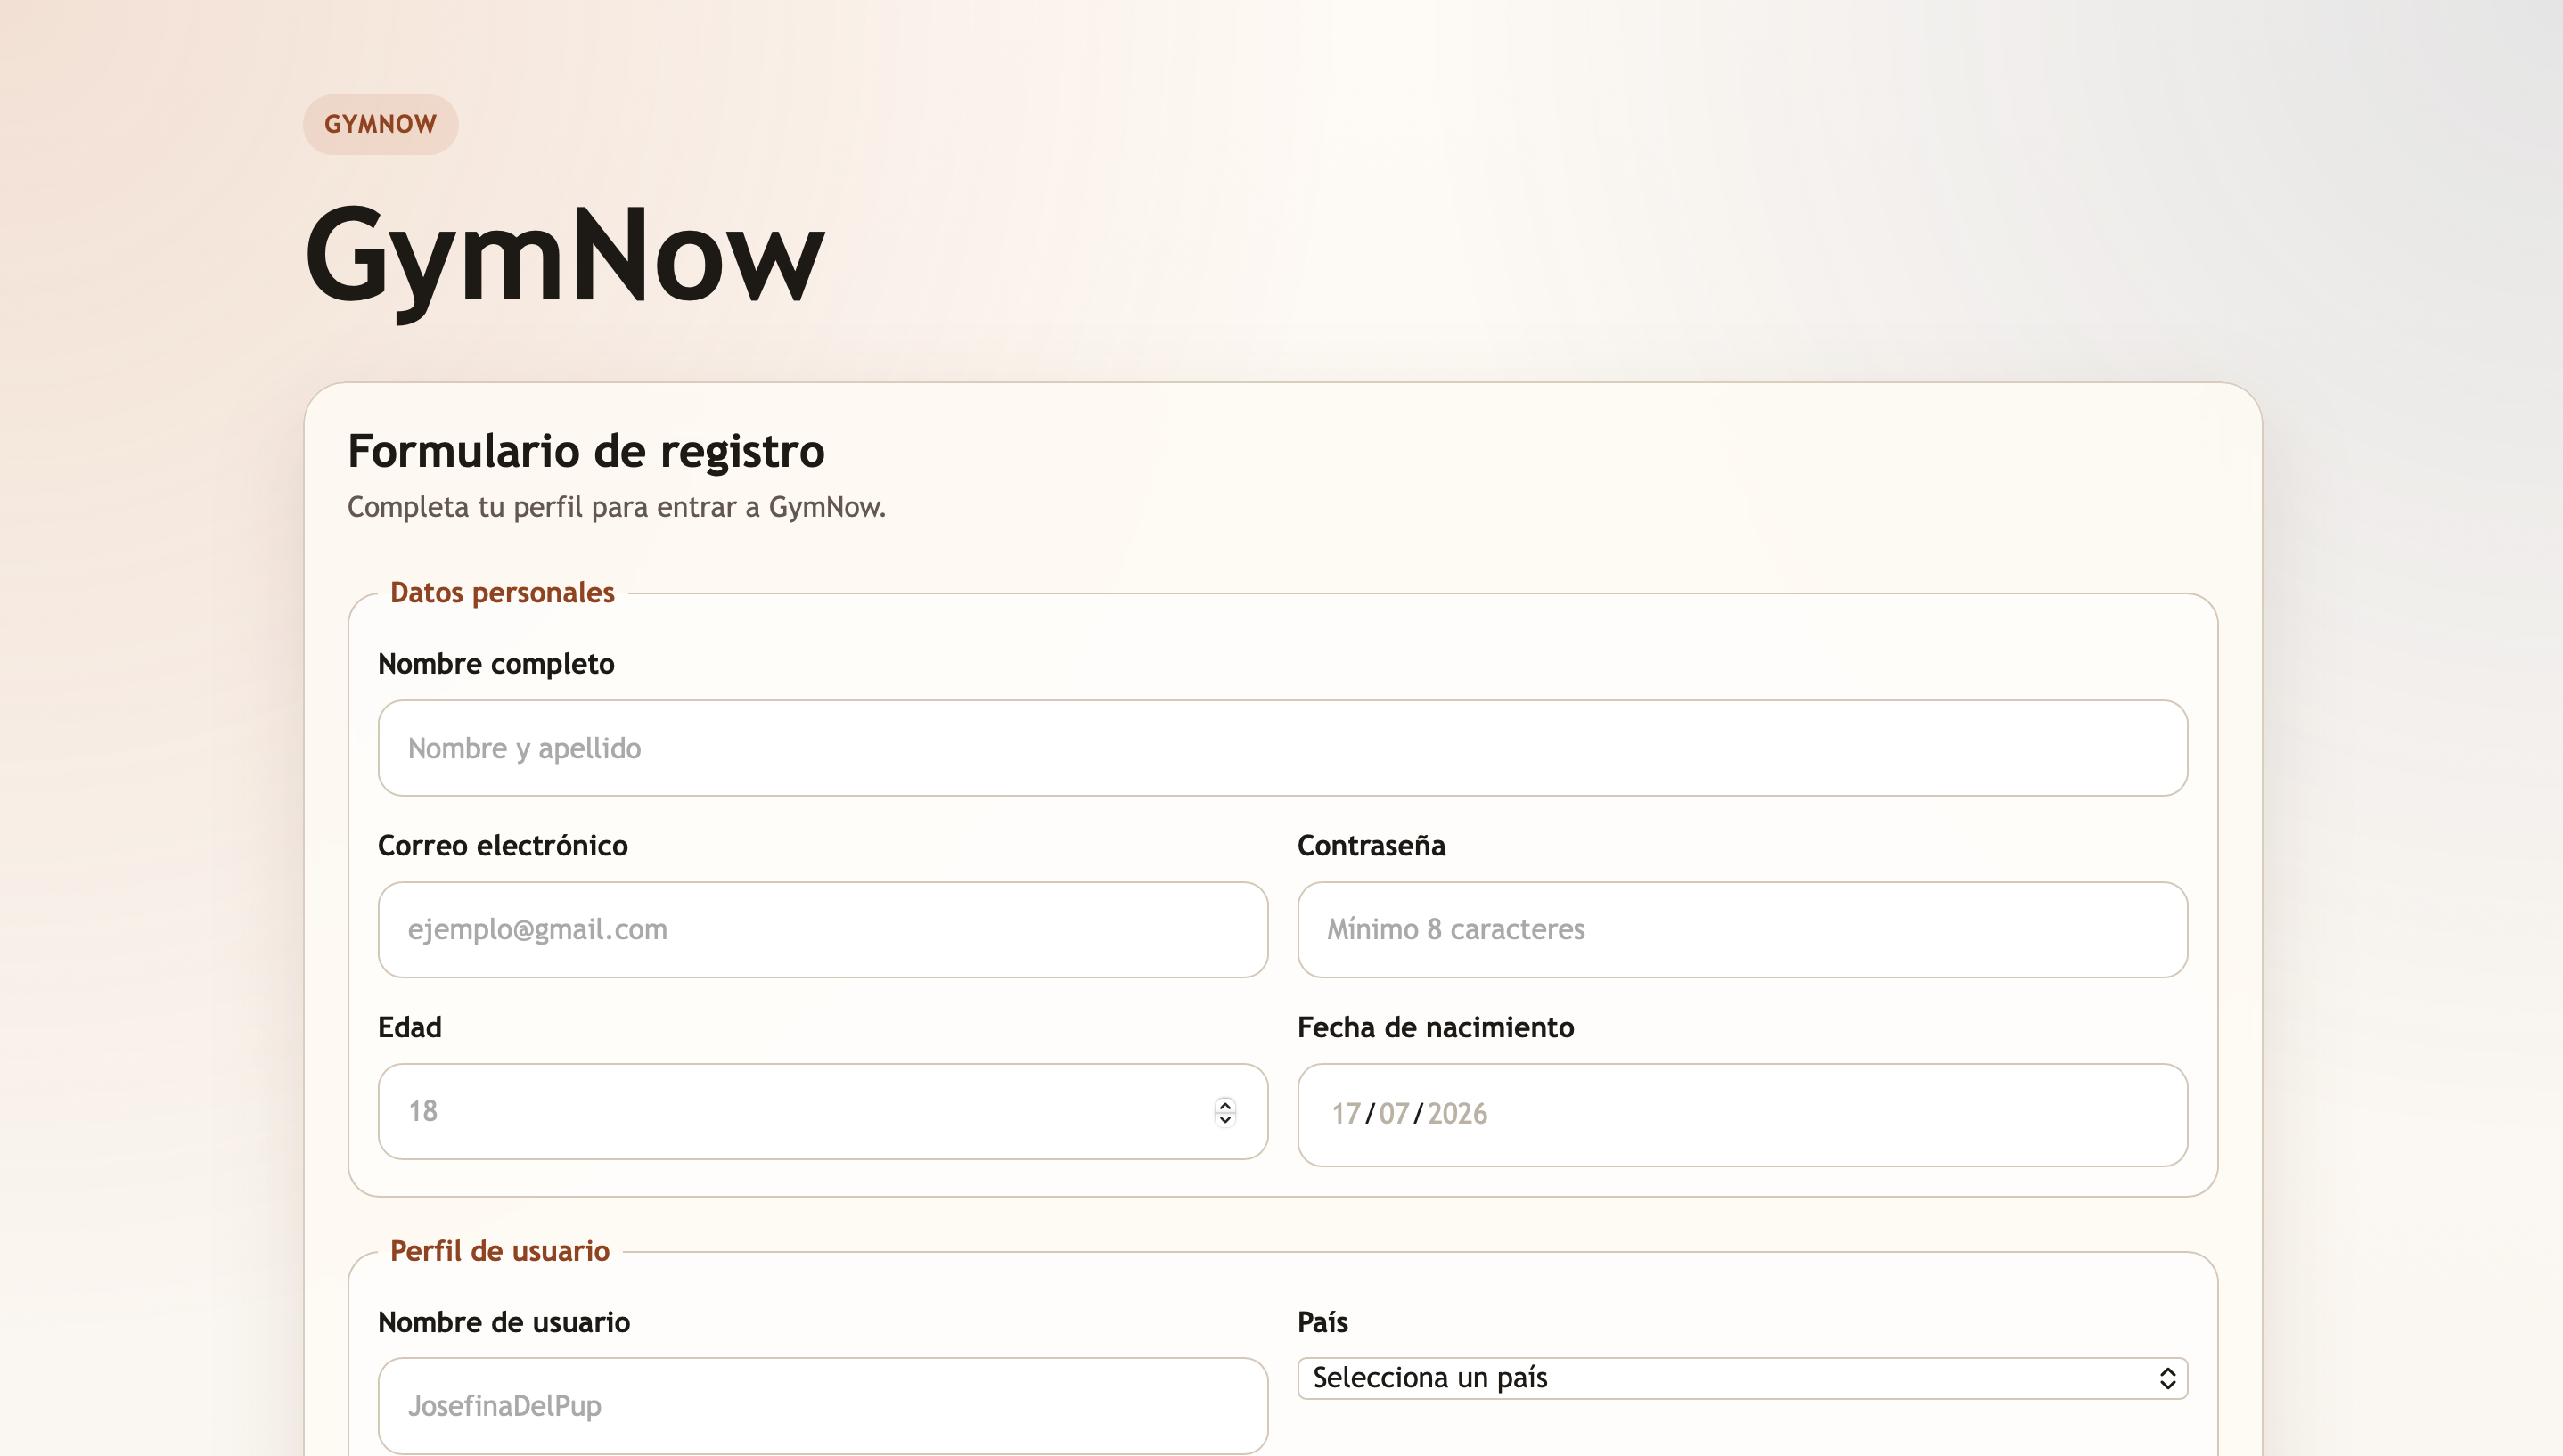 GYMNOW
GymNow
Formulario de registro
Completa tu perfil para entrar a GymNow.
Datos personales
Nombre completo
Nombre y apellido
Correo electrónico
Contraseña
ejemplo@gmail.com
Mínimo 8 caracteres
Edad
Fecha de nacimiento
18
17/07/2026
Perfil de usuario
Nombre de usuario
País
Selecciona un país
JosefinaDelPup